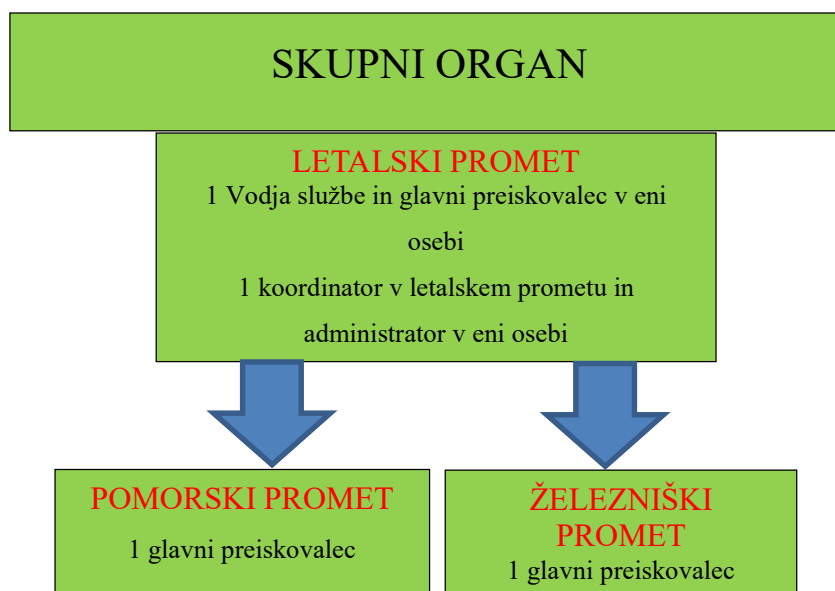 SKUPNI ORGAN
LETALSKI PROMET
1 Vodja službe in glavni preiskovalec v eni
osebi
1 koordinator v letalskem prometu in
administrator v eni osebi
POMORSKI PROMET
1 glavni preiskovalec
ŽELEZNIŠKI
PROMET
1 glavni preiskovalec